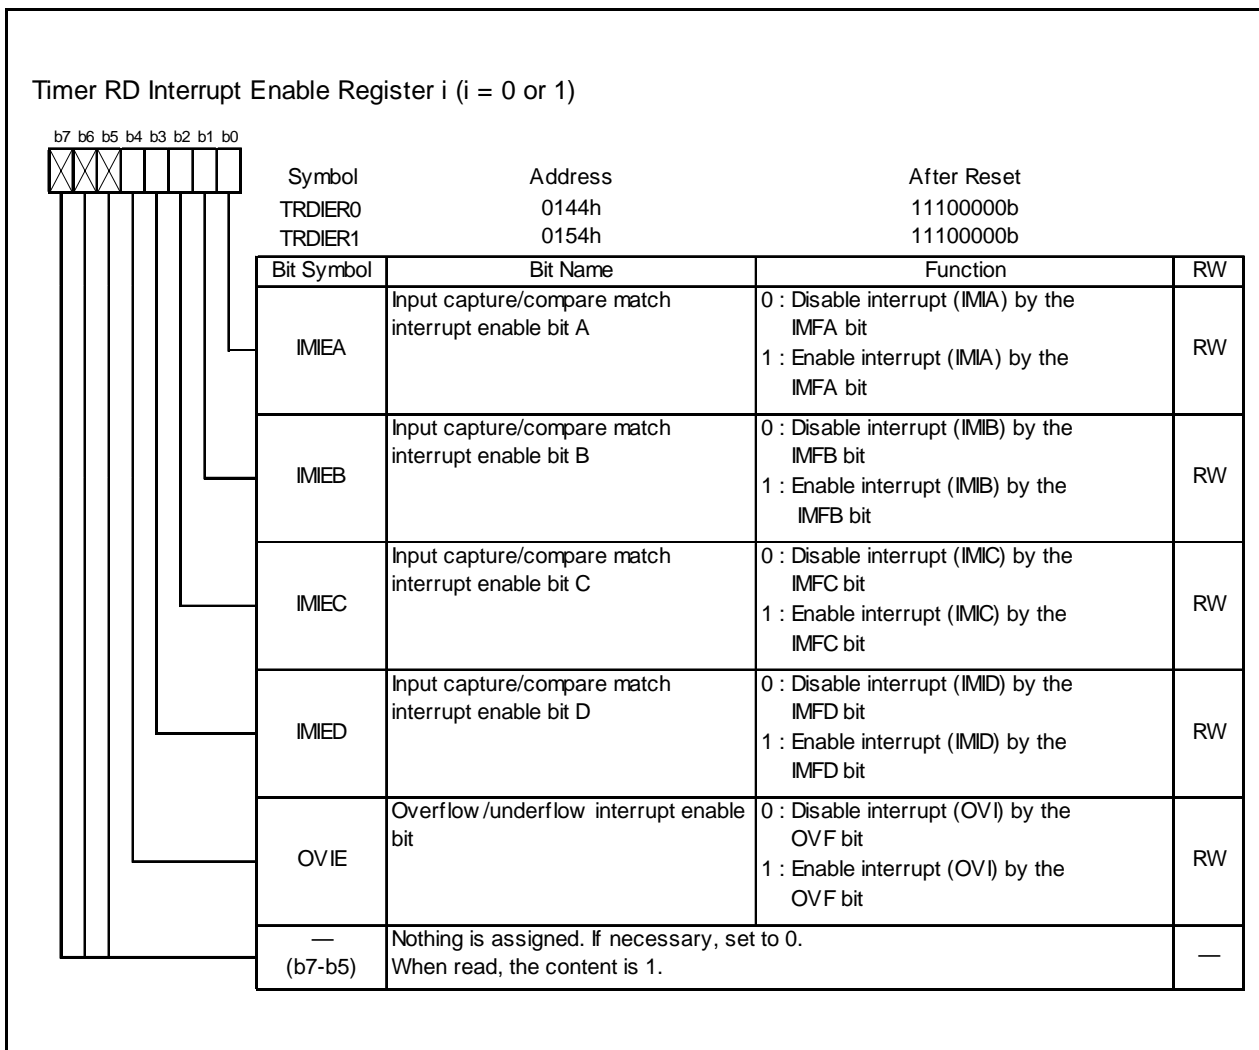 Timer RD Interrupt Enable Register i (i = 0 or 1)
b7 b6 b5 b4 b3 b2 b1 b0
Symbol Address After Reset
TRDIER0 0144h 11100000b
TRDIER1 0154h 11100000b
Bit Symbol Bit Name Function RW
IMIEA
Input capture/compare match
interrupt enable bit A
0 : Disable interrupt (IMIA) by the
IMFA bit
1 : Enable interrupt (IMIA) by the
IMFA bit
RW
IMIEB
Input capture/compare match
interrupt enable bit B
0 : Disable interrupt (IMIB) by the
IMFB bit
1 : Enable interrupt (IMIB) by the
IMFB bit
RW
IMIEC
Input capture/compare match
interrupt enable bit C
0 : Disable interrupt (IMIC) by the
IMFC bit
1 : Enable interrupt (IMIC) by the
IMFC bit
RW
IMIED
Input capture/compare match
interrupt enable bit D
0 : Disable interrupt (IMID) by the
IMFD bit
1 : Enable interrupt (IMID) by the
IMFD bit
RW
OVIE
Overflow/underflow interrupt enable
bit
0 : Disable interrupt (OVI) by the
OVF bit
1 : Enable interrupt (OVI) by the
OVF bit
RW
—
(b7-b5)
Nothing is assigned. If necessary, set to 0.
When read, the content is 1.
—